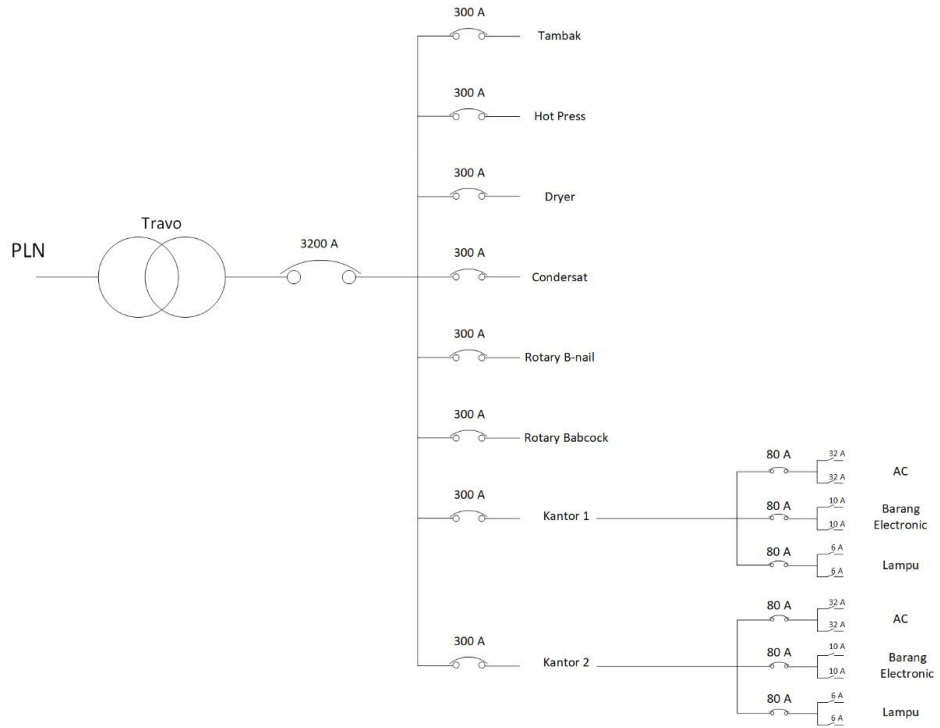 300 A
Tambak
300 A
Hot Press
300 A
Dryer
Travo
PLN
3200 A
300 A
Condersat
300 A
Rotary B-nail
300 A
Rotary Babcock
300 A
Kantor 1
80 A
32 A
32 A
AC
80 A
10 A
10 A
Barang
Electronic
80 A
6 A
6 A
Lampu
300 A
Kantor 2
80 A
32 A
32 A
AC
80 A
10 A
10 A
Barang
Electronic
80 A
6 A
6 A
Lampu